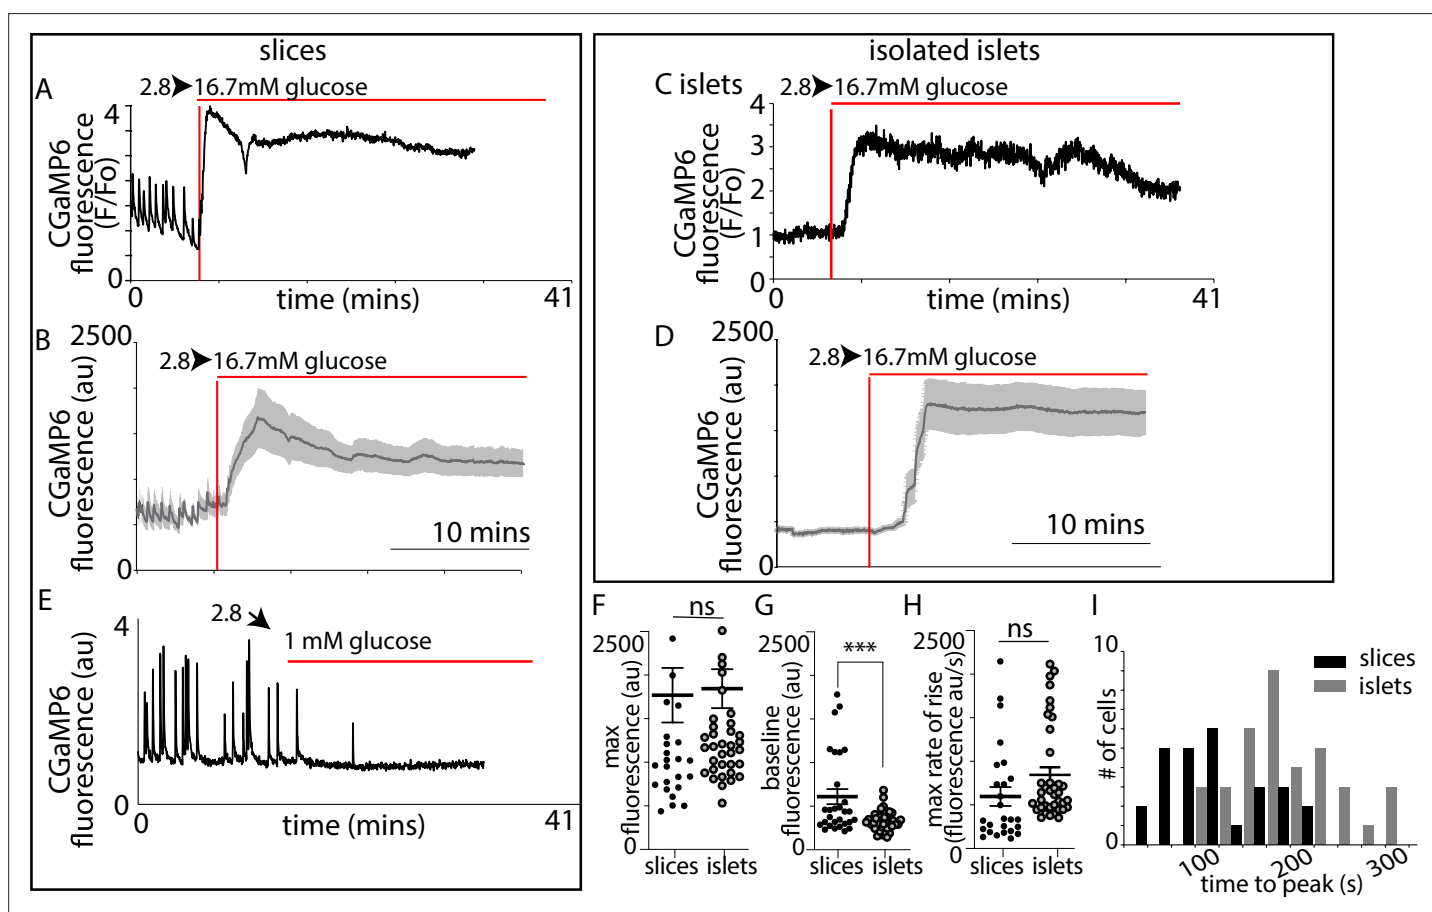 slices
A
2.8 16.7mM glucose
4
CGaMP6
fluorescence
(F/Fo)
0
0
time (mins)
41
B
2500
2.8 16.7mM glucose
CGaMP6
fluorescence (au)
10 mins
0
E
2.8
4
1 mM glucose
CGaMP6
fluorescence (au)
0
0
time (mins)
41
isolated islets
C islets
2.8 16.7mM glucose
4
3
2
1
0
CGaMP6
fluorescence
(F/Fo)
0
time (mins)
41
D
2500
2.8 16.7mM glucose
CGaMP6
fluorescence (au)
10 mins
0
F
ns
2500
max
fluorescence (au)
0
slices
islets
G
***
2500
baseline
fluorescence (au)
0
slices
islets
H
ns
2500
max rate of rise
(fluorescence au/s)
0
slices
islets
I
10
slices
islets
# of cells
0
100
200
300
time to peak (s)